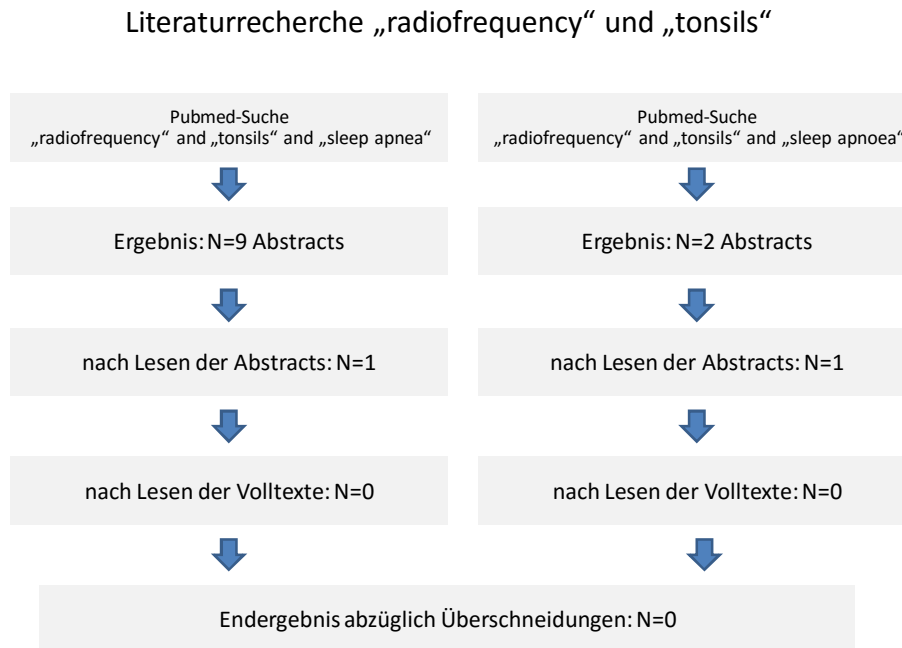 Literaturrecherche „radiofrequency“ und „tonsils“
Pubmed-Suche
„radiofrequency“ and „tonsils“ and „sleep apnea“
Ergebnis: N=9 Abstracts
nach Lesen der Abstracts: N=1
nach Lesen der Volltexte: N=0
Pubmed-Suche
„radiofrequency“ and „tonsils“ and „sleep apnoea“
Ergebnis: N=2 Abstracts
nach Lesen der Abstracts: N=1
nach Lesen der Volltexte: N=0
Endergebnis abzüglich Überschneidungen: N=0